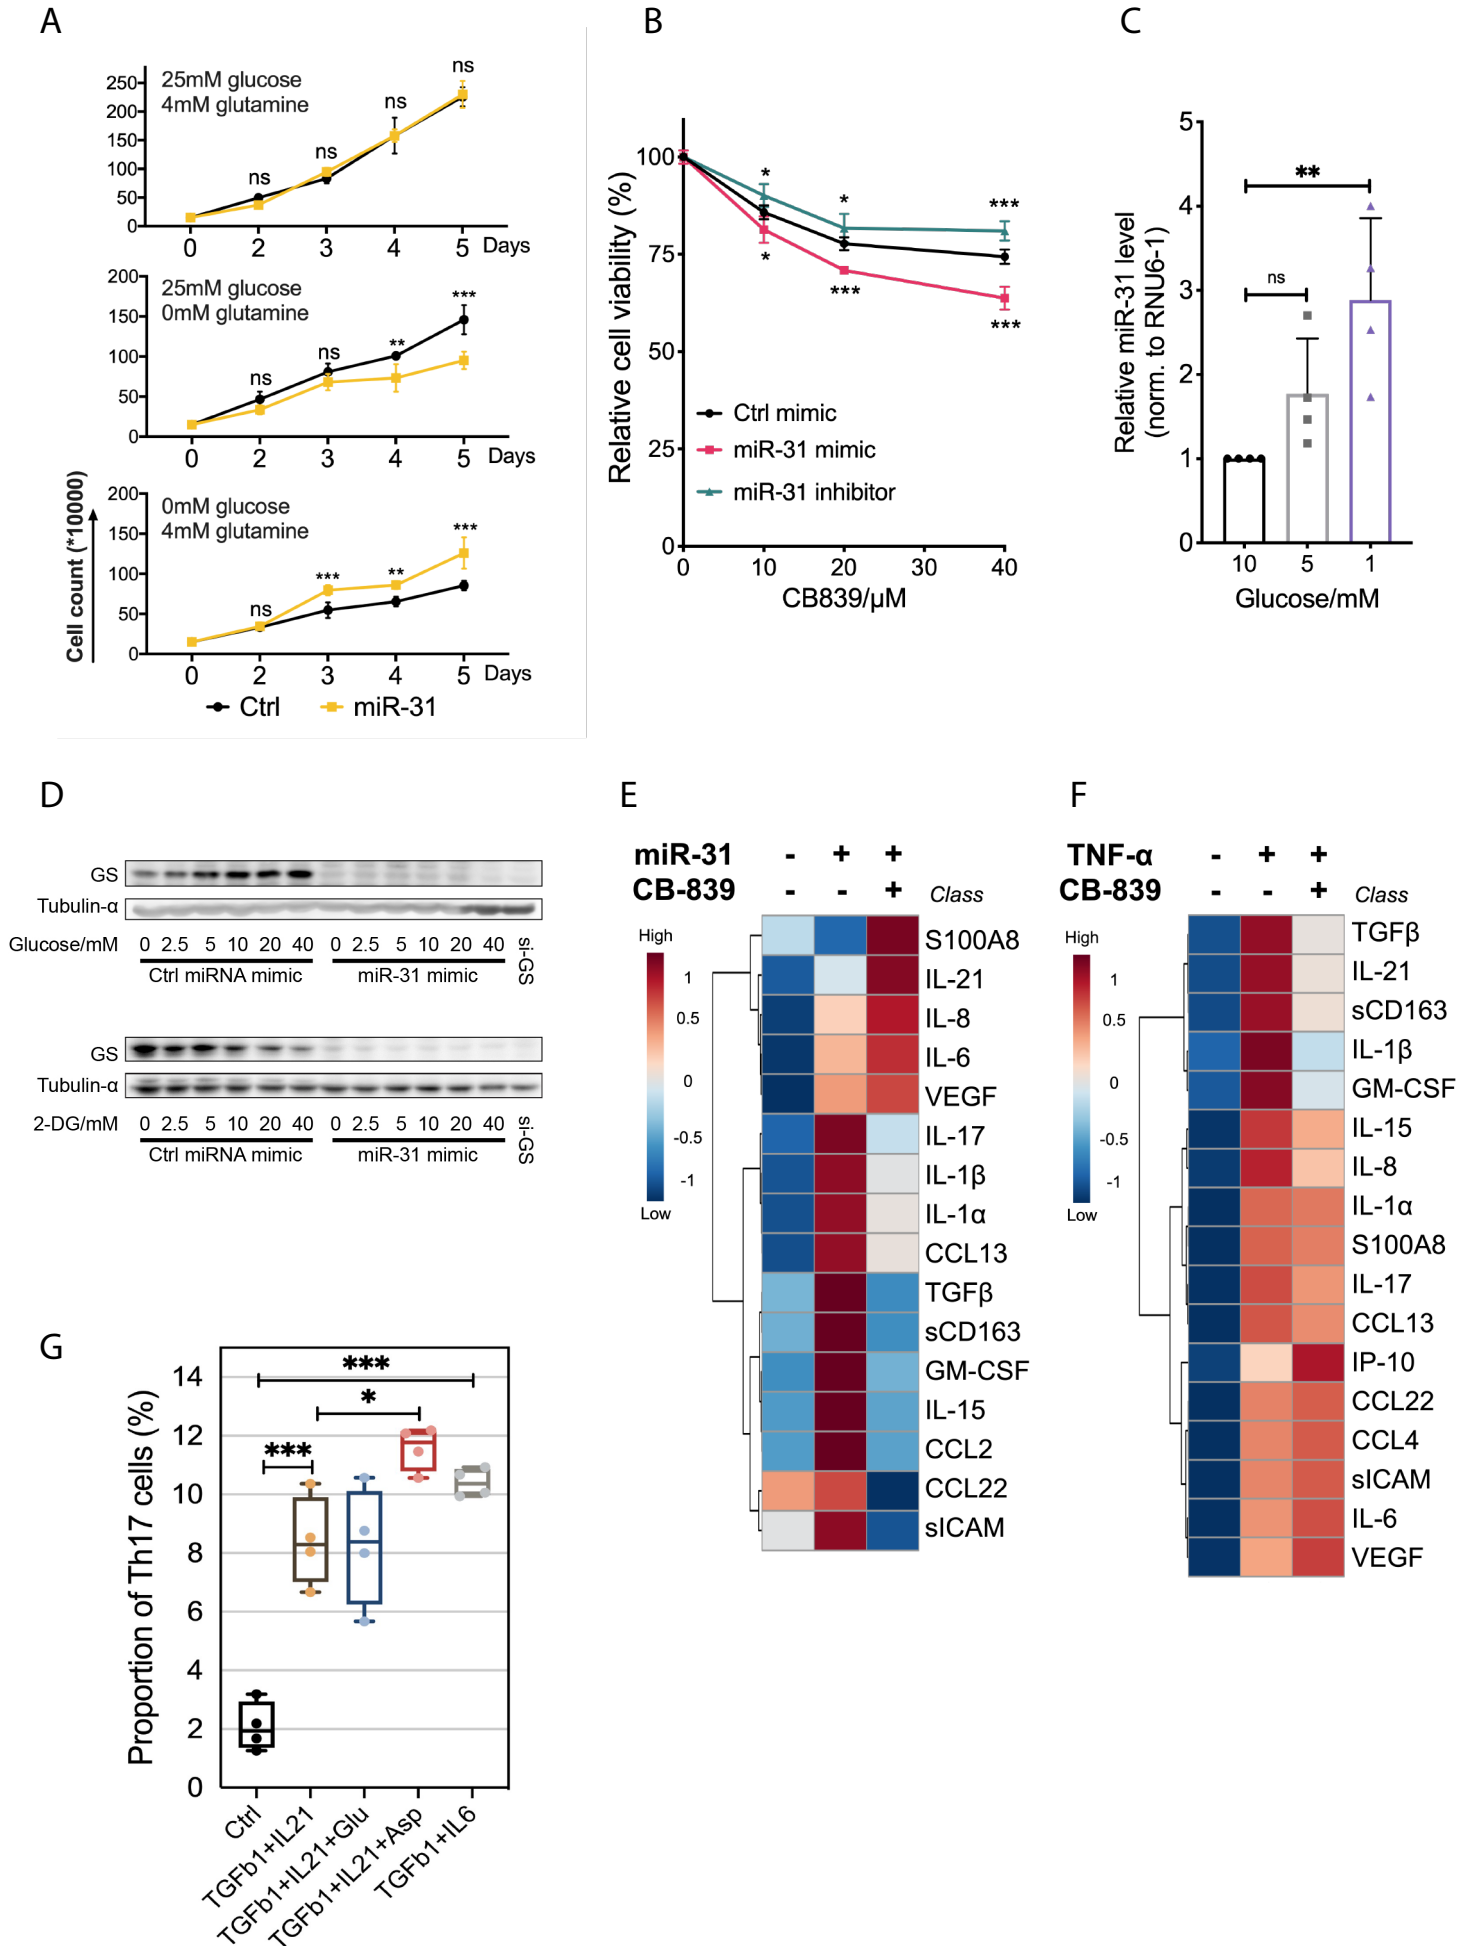 A
25mM glucose
4mM glutamine
250
200
150
100
50
0
ns
ns
ns
ns
0 2 3 4 5 Days
25mM glucose
0mM glutamine
200
150
100
50
0
ns
ns
**
***
0 2 3 4 5 Days
0mM glucose
4mM glutamine
200
150
100
50
0
ns
***
**
***
0 2 3 4 5 Days
Cell count (*10000)
Ctrl miR-31
B
Relative cell viability (%)
100
75
50
25
0
*
*
***
*
***
***
Ctrl mimic
miR-31 mimic
miR-31 inhibitor
0 10 20 30 40
CB839/µM
C
Relative miR-31 level
(norm. to RNU6-1)
5
4
3
2
1
0
**
ns
10 5 1
Glucose/mM
D
GS
Tubulin-α
Glucose/mM 0 2.5 5 10 20 40 0 2.5 5 10 20 40 si-GS
Ctrl miRNA mimic miR-31 mimic
GS
Tubulin-α
2-DG/mM 0 2.5 5 10 20 40 0 2.5 5 10 20 40 si-GS
Ctrl miRNA mimic miR-31 mimic
E
miR-31 - + +
CB-839 - - + Class
High
1
0.5
0
-0.5
-1
Low
S100A8
IL-21
IL-8
IL-6
VEGF
IL-17
IL-1β
IL-1α
CCL13
TGFβ
sCD163
GM-CSF
IL-15
CCL2
CCL22
sICAM
F
TNF-α - + +
CB-839 - - + Class
High
1
0.5
0
-0.5
-1
Low
TGFβ
IL-21
sCD163
IL-1β
GM-CSF
IL-15
IL-8
IL-1α
S100A8
IL-17
CCL13
IP-10
CCL22
CCL4
sICAM
IL-6
VEGF
G
Proportion of Th17 cells (%)
14
12
10
8
6
4
2
0
***
*
***
Ctrl
TGFb1+IL21
TGFb1+IL21+Glu
TGFb1+IL21+Asp
TGFb1+IL6